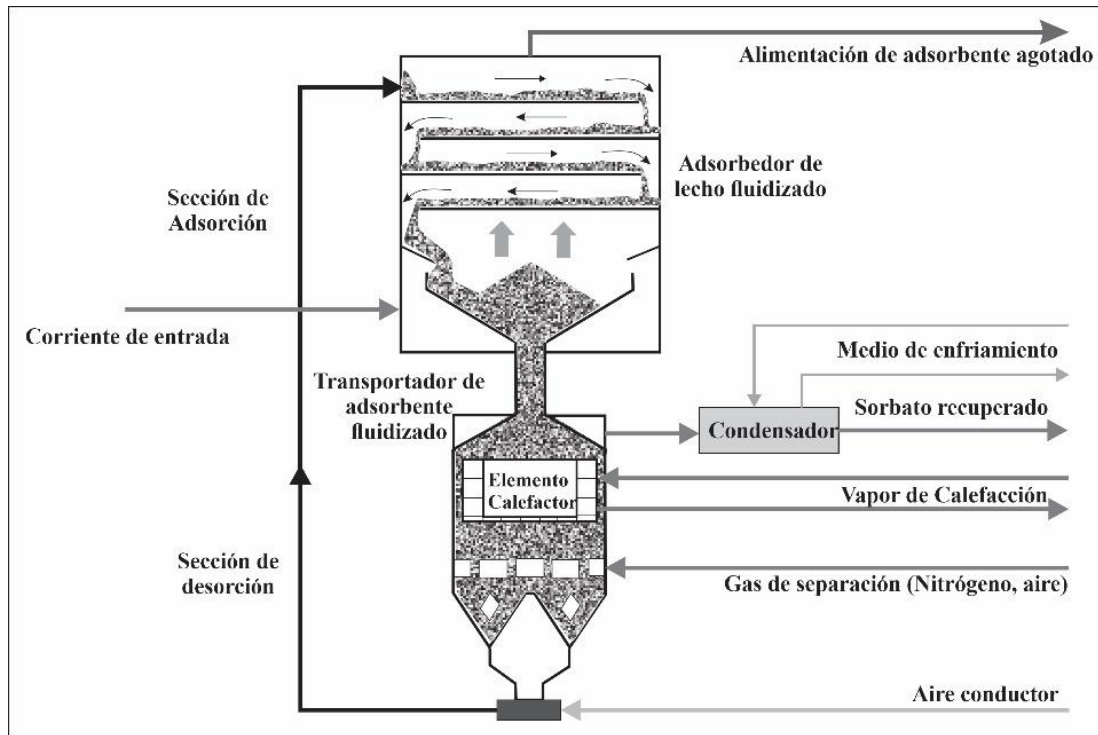 Alimentación de adsorbente agotado
Adsorbedor de
lecho fluidizado
Sección de
Adsorción
Corriente de entrada
Transportador de
adsorbente
fluidizado
Medio de enfriamiento
Sorbato recuperado
Condensador
Elemento
Calefactor
Vapor de Calefacción
Sección de
desorción
Gas de separación (Nitrógeno, aire)
Aire conductor